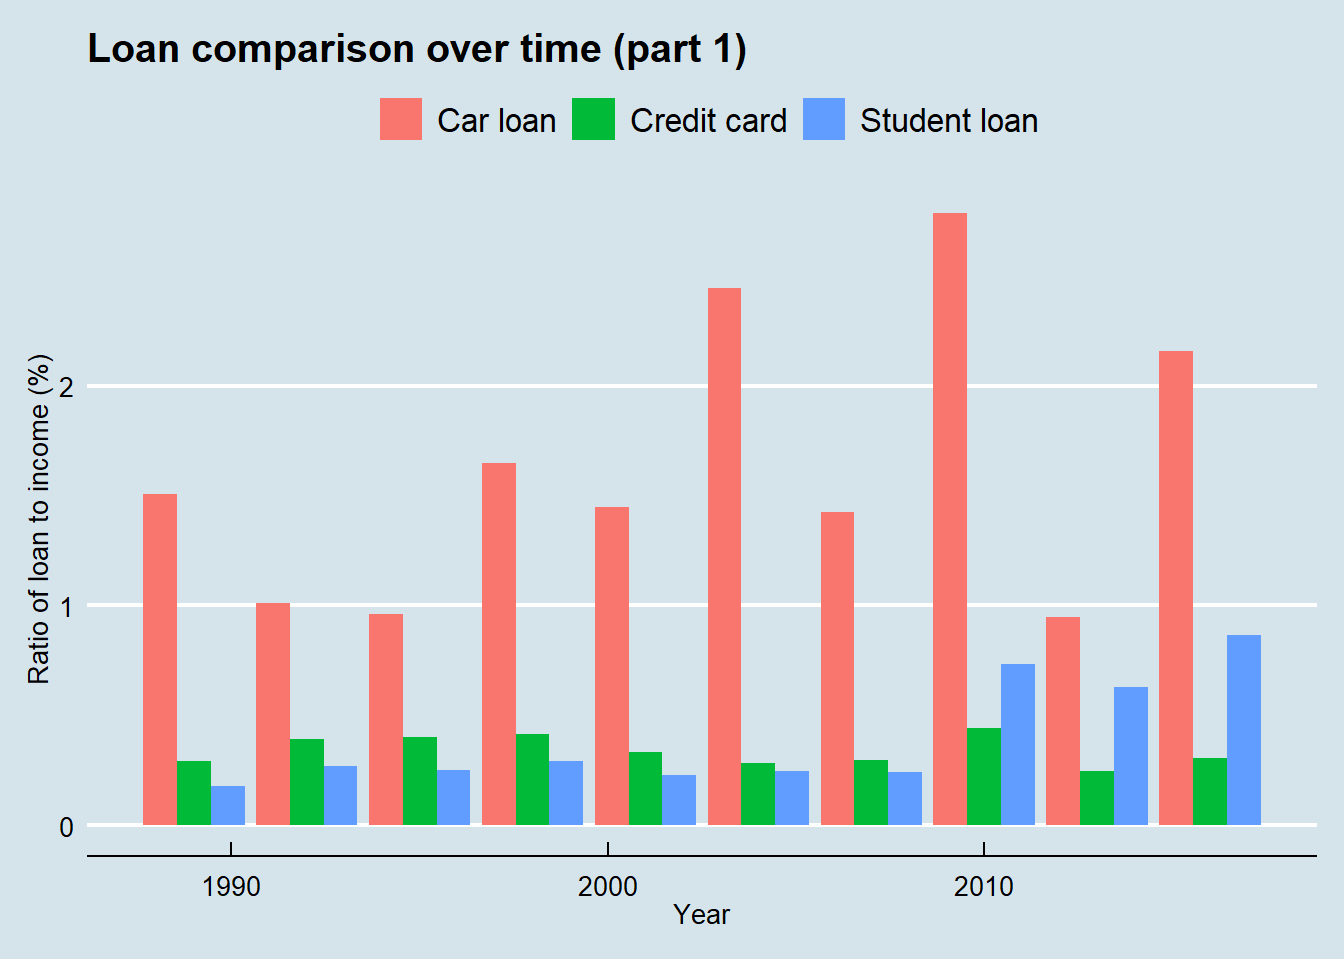 Loan comparison over time (part 1)
Car loan Credit card Student loan
Ratio of loan to income (%)
2
1
0
1990 2000 2010
Year